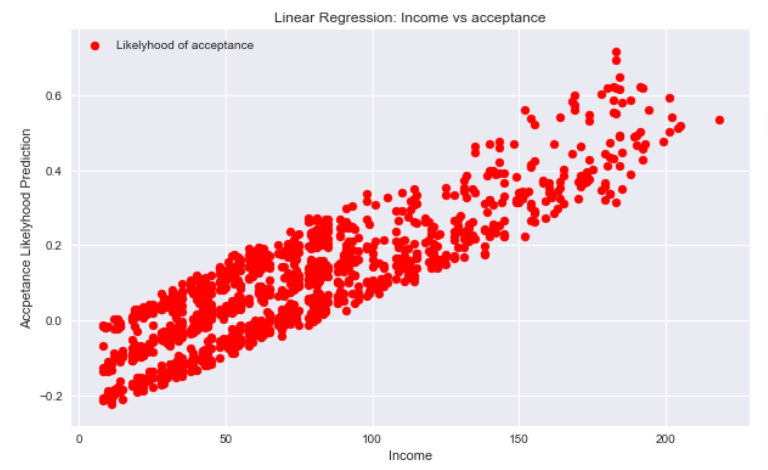 Linear Regression: Income vs acceptance
Likelyhood of acceptance
Accpetance Likelyhood Prediction
0.6
0.4
0.2
0.0
−0.2
0
50
100
150
200
Income